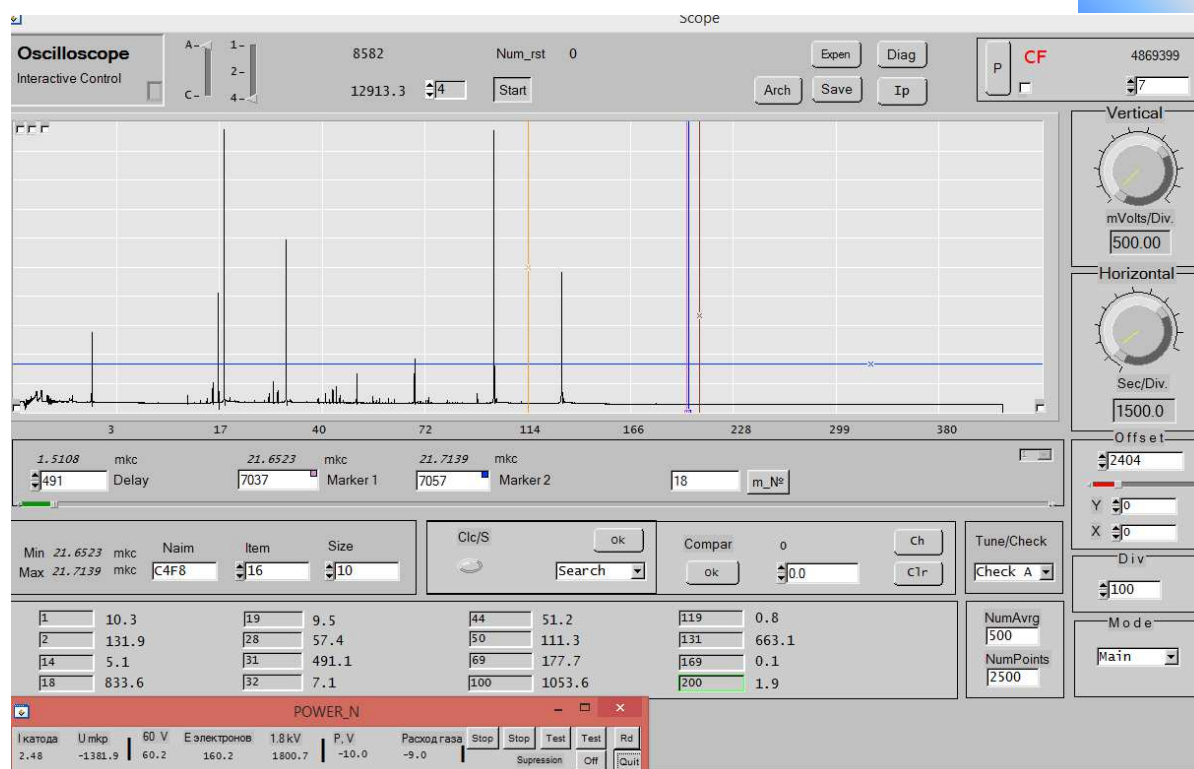 Scope
Oscilloscope
Interactive Control
A-
C-
1-
2-
4-
8582
12913.3
4
Num_rst 0
Start
Expen
Diag
Arch
Save
Ip
P
CF
4869399
7
Vertical
mVolts/Div.
500.00
Horizontal
Sec/Div.
1500.0
3 17 40 72 114 166 228 299 380
1.5108 mkc
491 Delay
21.6523 mkc
7037 Marker 1
21.7139 mkc
7057 Marker 2
18 m_№
1
Offset
2404
Y 0
X 0
Div
100
Min 21.6523 mkc
Max 21.7139 mkc
Naim
C4F8
Item
16
Size
10
Clc/S
Ok
Search
Compar 0
Ok
0.0
Ch
Clr
Tune/Check
Check A
Mode
Main
1 10.3 19 9.5 44 51.2 119 0.8
2 131.9 28 57.4 50 111.3 131 663.1
14 5.1 31 491.1 69 177.7 169 0.1
18 833.6 32 7.1 100 1053.6 200 1.9
NumAvrg
500
NumPoints
2500
POWER_N
I катода U mkp 60 V E электронов 1.8 kV P, V Расход газа Stop Stop Test Test Rd
2.48 -1381.9 60.2 160.2 1800.7 -10.0 -9.0 Supression Off Quit